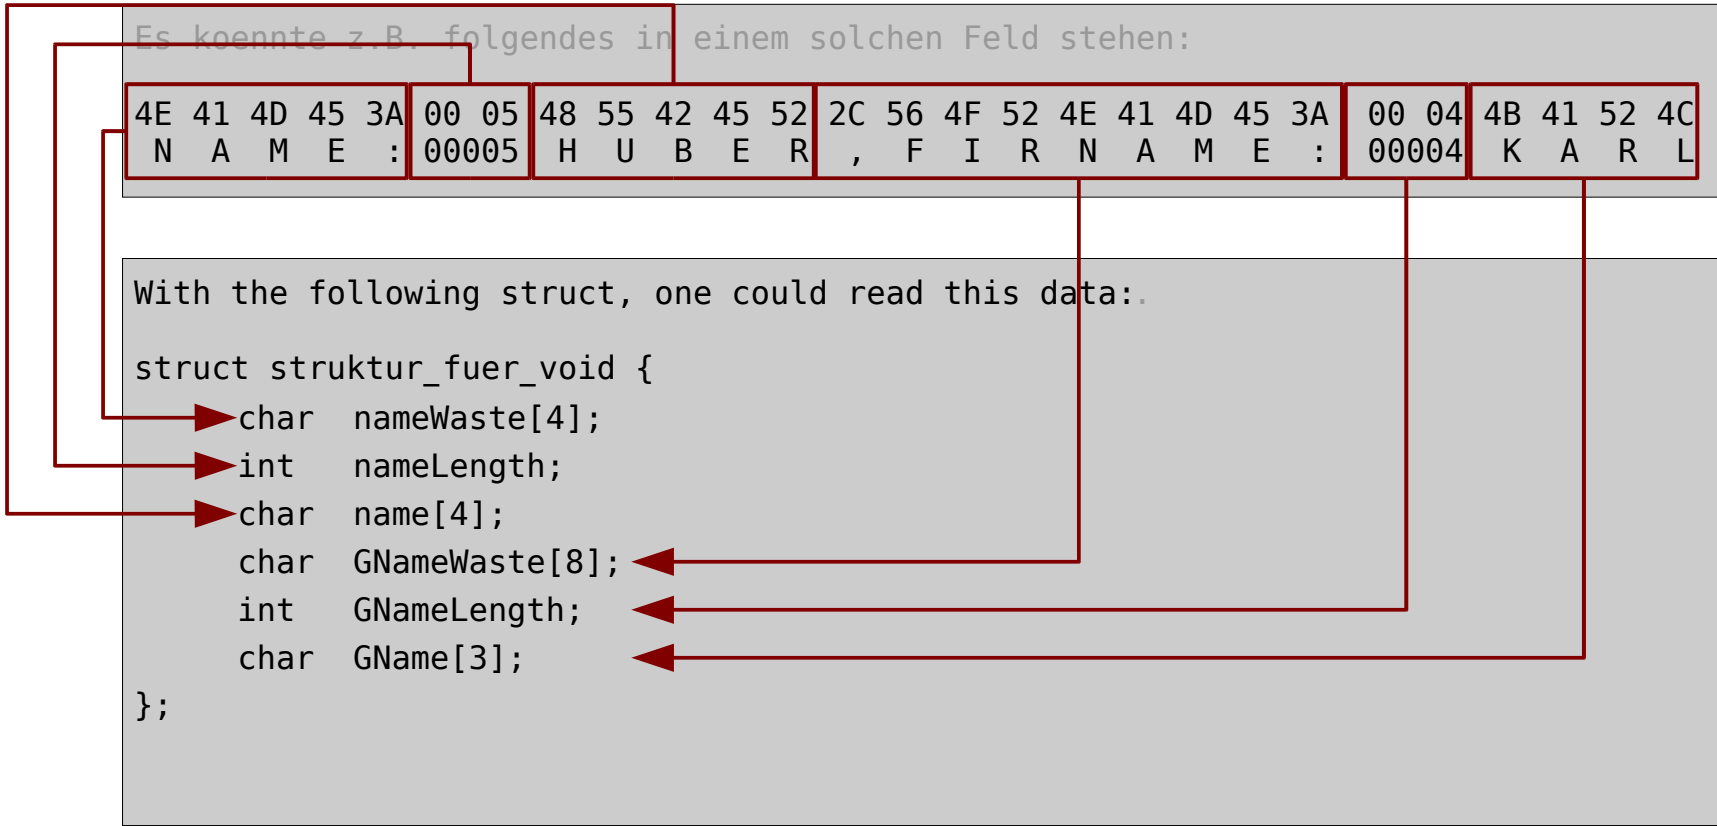 Es koennte z.B. folgendes in einem solchen Feld stehen:
4E 41 4D 45 3A 00 05 48 55 42 45 52 2C 56 4F 52 4E 41 4D 45 3A 00 04 4B 41 52 4C
N A M E : 00005 H U B E R , F I R N A M E : 00004 K A R L
With the following struct, one could read this data:.
struct struktur_fuer_void {
char nameWaste[4];
int nameLength;
char name[4];
char GNameWaste[8];
int GNameLength;
char GName[3];
};